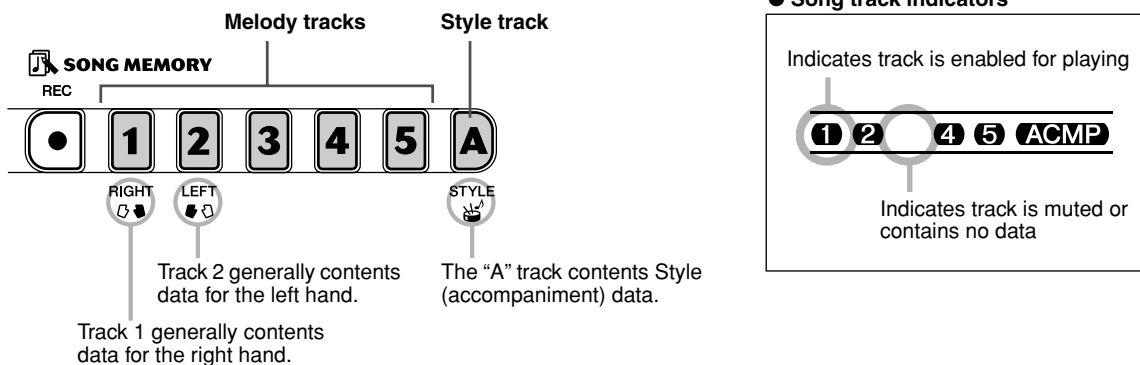 Melody tracks
Style track
SONG MEMORY
REC
1 2 3 4 5 A
RIGHT
LEFT
STYLE
Track 2 generally contents
data for the left hand.
The “A” track contents Style
(accompaniment) data.
Track 1 generally contents
data for the right hand.
● Song track indicators
Indicates track is enabled for playing
1 2 4 5 ACMP
Indicates track is muted or
contains no data